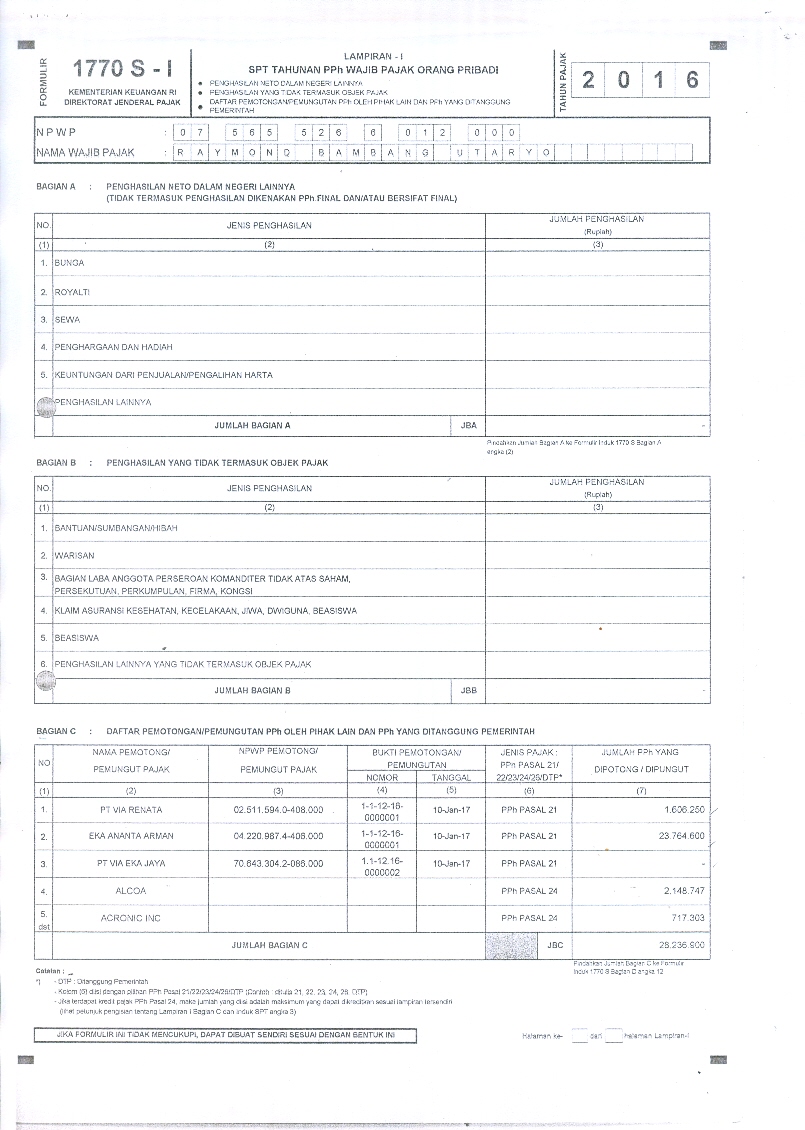 FORMULIR
1770 S - I
KEMENTERIAN KEUANGAN RI
DIREKTORAT JENDERAL PAJAK
LAMPIRAN - I
SPT TAHUNAN PPh WAJIB PAJAK ORANG PRIBADI
● PENGHASILAN NETO DALAM NEGERI LAINNYA
● PENGHASILAN YANG TIDAK TERMASUK OBJEK PAJAK
● DAFTAR PEMOTONGAN/PEMUNGUTAN PPh OLEH PIHAK LAIN DAN PPh YANG DITANGGUNG
PEMERINTAH
TAHUN PAJAK
2 0 1 6
N P W P : 0 7 5 6 5 5 2 6 6 0 1 2 0 0 0
NAMA WAJIB PAJAK : R A Y M O N D B A M B A N G U T A R Y O
BAGIAN A : PENGHASILAN NETO DALAM NEGERI LAINNYA
(TIDAK TERMASUK PENGHASILAN DIKENAKAN PPh FINAL DAN/ATAU BERSIFAT FINAL)
NO. JENIS PENGHASILAN JUMLAH PENGHASILAN
(Rupiah)
(1) (2) (3)
1. BUNGA
2. ROYALTI
3. SEWA
4. PENGHARGAAN DAN HADIAH
5. KEUNTUNGAN DARI PENJUALAN/PENGALIHAN HARTA
PENGHASILAN LAINNYA
JUMLAH BAGIAN A JBA -
Pindahkan Jumlah Bagian A ke Formulir Induk 1770 S Bagian A
angka (2)
BAGIAN B : PENGHASILAN YANG TIDAK TERMASUK OBJEK PAJAK
NO. JENIS PENGHASILAN JUMLAH PENGHASILAN
(Rupiah)
(1) (2) (3)
1. BANTUAN/SUMBANGAN/HIBAH
2. WARISAN
3. BAGIAN LABA ANGGOTA PERSEROAN KOMANDITER TIDAK ATAS SAHAM,
PERSEKUTUAN, PERKUMPULAN, FIRMA, KONGSI
4. KLAIM ASURANSI KESEHATAN, KECELAKAAN, JIWA, DWIGUNA, BEASISWA
5. BEASISWA
6. PENGHASILAN LAINNYA YANG TIDAK TERMASUK OBJEK PAJAK
JUMLAH BAGIAN B JBB -
BAGIAN C : DAFTAR PEMOTONGAN/PEMUNGUTAN PPh OLEH PIHAK LAIN DAN PPh YANG DITANGGUNG PEMERINTAH
NO NAMA PEMOTONG/ PEMUNGUT PAJAK NPWP PEMOTONG/ PEMUNGUT PAJAK BUKTI PEMOTONGAN/ PEMUNGUTAN NOMOR TANGGAL JENIS PAJAK : PPh PASAL 21/ 22/23/24/26/DTP* JUMLAH PPh YANG DIPOTONG / DIPUNGUT
(1) (2) (3) (4) (5) (6) (7)
1. PT VIA RENATA 02.511.594.0-408.000 1-1-12-16-0000001 10-Jan-17 PPh PASAL 21 1.606.250
2. EKA ANANTA ARMAN 04.220.987.4-406.000 1-1-12-16-0000001 10-Jan-17 PPh PASAL 21 23.764.600
3. PT VIA EKA JAYA 70.643.304.2-086.000 1.1-12.16-0000002 10-Jan-17 PPh PASAL 21 -
4. ALCOA PPh PASAL 24 2.148.747
5. dst ACRONIC INC PPh PASAL 24 717.303
JUMLAH BAGIAN C JBC 28.236.900
Pindahkan Jumlah Bagian C ke Formulir
Induk 1770 S Bagian D angka 12
Catatan :
*) - DTP : Ditanggung Pemerintah
- Kolom (6) diisi dengan pilihan PPh Pasal 21/22/23/24/26/DTP (Contoh : ditulis 21, 22, 23, 24, 26, DTP)
- Jika terdapat kredit pajak PPh Pasal 24, maka jumlah yang diisi adalah maksimum yang dapat dikreditkan sesuai lampiran tersendiri
(lihat petunjuk pengisian tentang Lampiran I Bagian C dan Induk SPT angka 3)
JIKA FORMULIR INI TIDAK MENCUKUPI, DAPAT DIBUAT SENDIRI SESUAI DENGAN BENTUK INI
Halaman ke- dari Halaman Lampiran-I